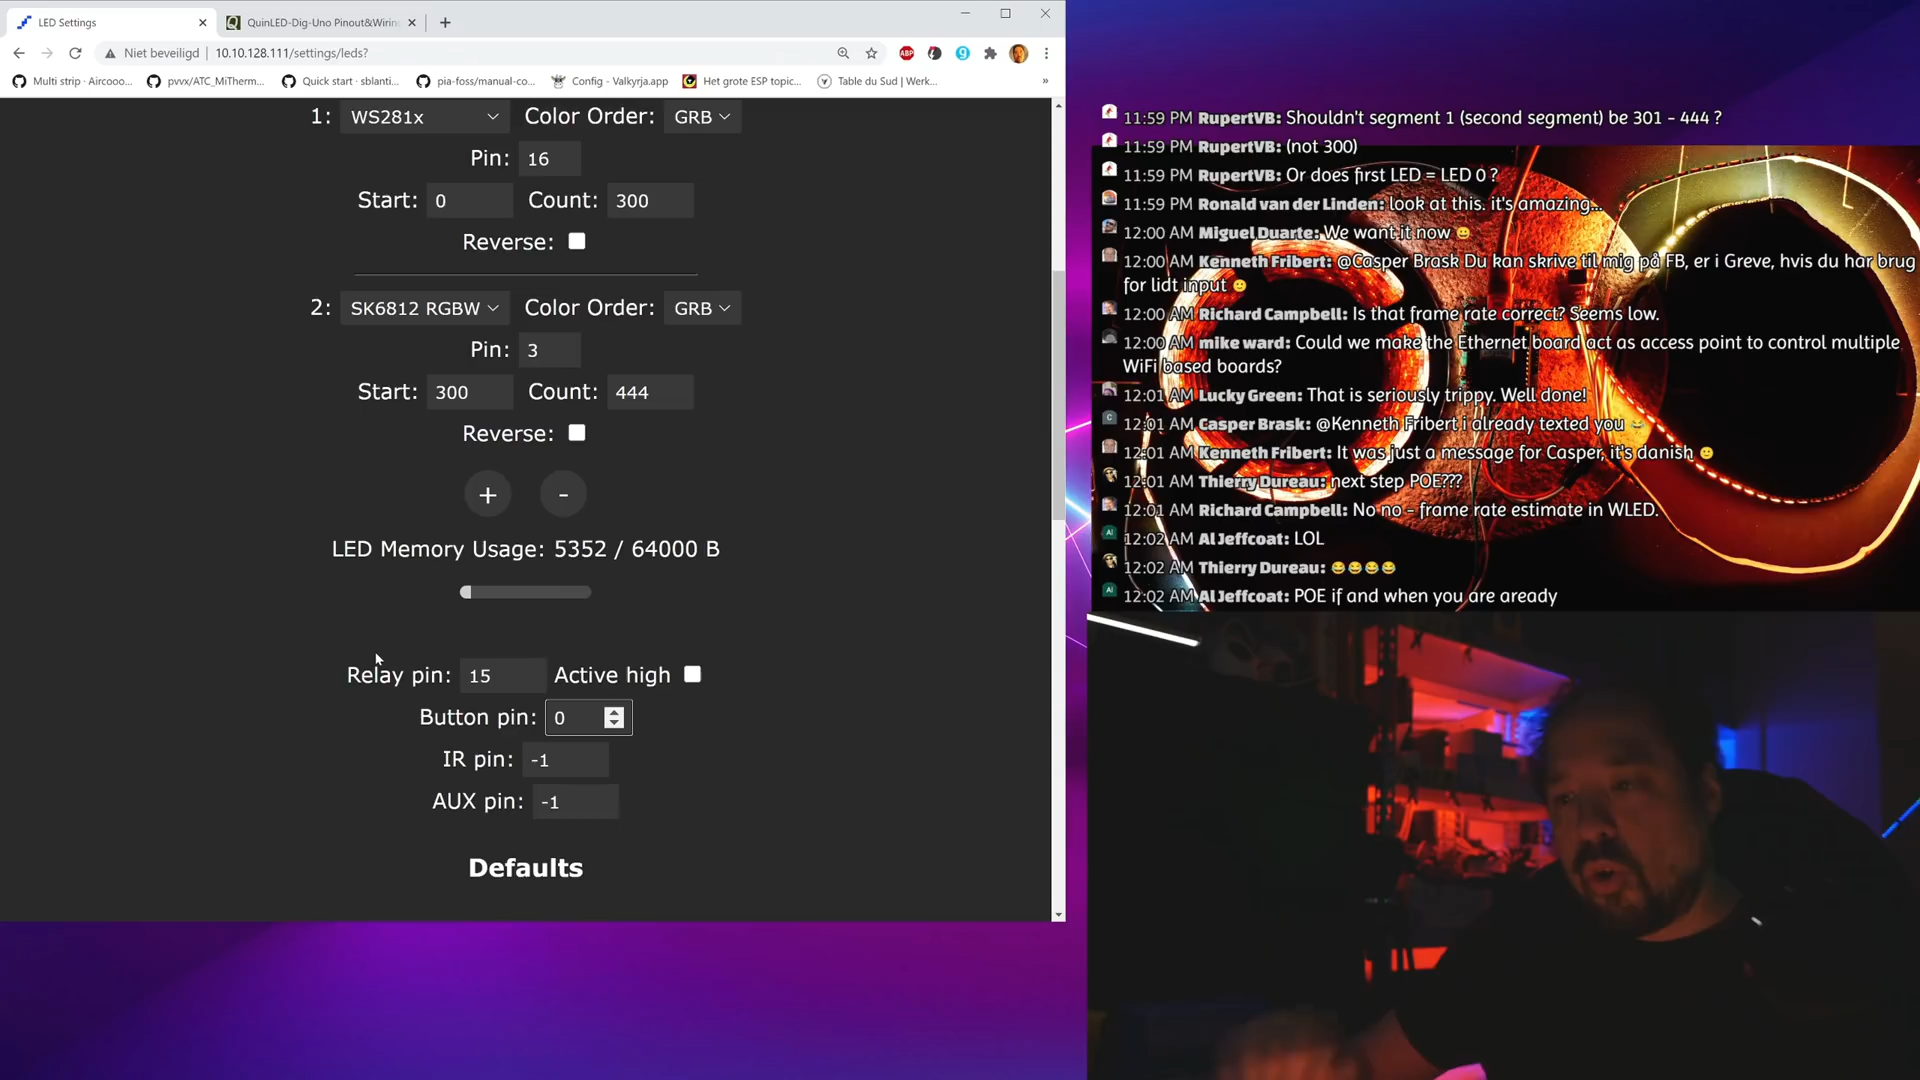 LED Settings
QuinLED-Dig-Uno Pinout&Wiring
Niet beveiligd
10.10.128.111/settings/leds?
ABP
Multi strip · Aircooo...
pvvx/ATC_MiTherm...
Quick start · sblanti...
pia-foss/manual-co...
Config - Valkyrja.app
Het grote ESP topic...
Table du Sud | Werk...
»
1: WS281x Color Order: GRB
Pin: 16
Start: 0 Count: 300
Reverse:
2: SK6812 RGBW Color Order: GRB
Pin: 3
Start: 300 Count: 444
Reverse:
+ -
LED Memory Usage: 5352 / 64000 B
Relay pin: 15 Active high
Button pin: 0
IR pin: -1
AUX pin: -1
Defaults
11:59 PM RupertVB: Shouldn't segment 1 (second segment) be 301 - 444 ?
11:59 PM RupertVB: (not 300)
11:59 PM RupertVB: Or does first LED = LED 0 ?
11:59 PM Ronald van der Linden: look at this. it's amazing...
12:00 AM Miguel Duarte: We want it now 😀
12:00 AM Kenneth Fribert: @Casper Brask Du kan skrive til mig på FB, er i Greve, hvis du har brug
for lidt input 🙂
12:00 AM Richard Campbell: Is that frame rate correct? Seems low.
12:00 AM mike ward: Could we make the Ethernet board act as access point to control multiple
WiFi based boards?
12:01 AM Lucky Green: That is seriously trippy. Well done!
12:01 AM Casper Brask: @Kenneth Fribert i already texted you
12:01 AM Kenneth Fribert: It was just a message for Casper, it's danish 🙂
12:01 AM Thierry Dureau: next step POE???
12:01 AM Richard Campbell: No no - frame rate estimate in WLED.
12:02 AM Al Jeffcoat: LOL
12:02 AM Thierry Dureau: 😂😂😂😂
12:02 AM Al Jeffcoat: POE if and when you are aready